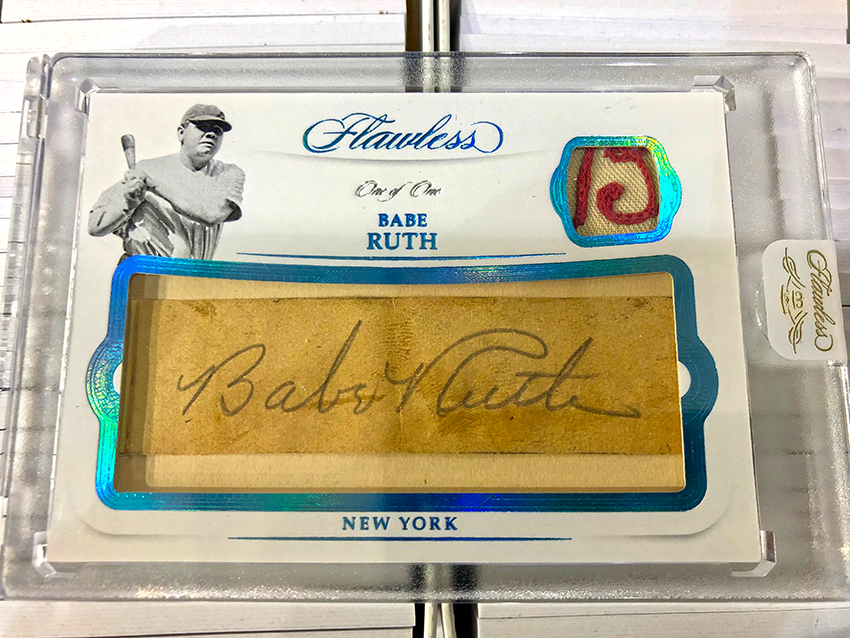 Flawless
One of One
BABE
RUTH
Babe Ruth
NEW YORK
Flawless